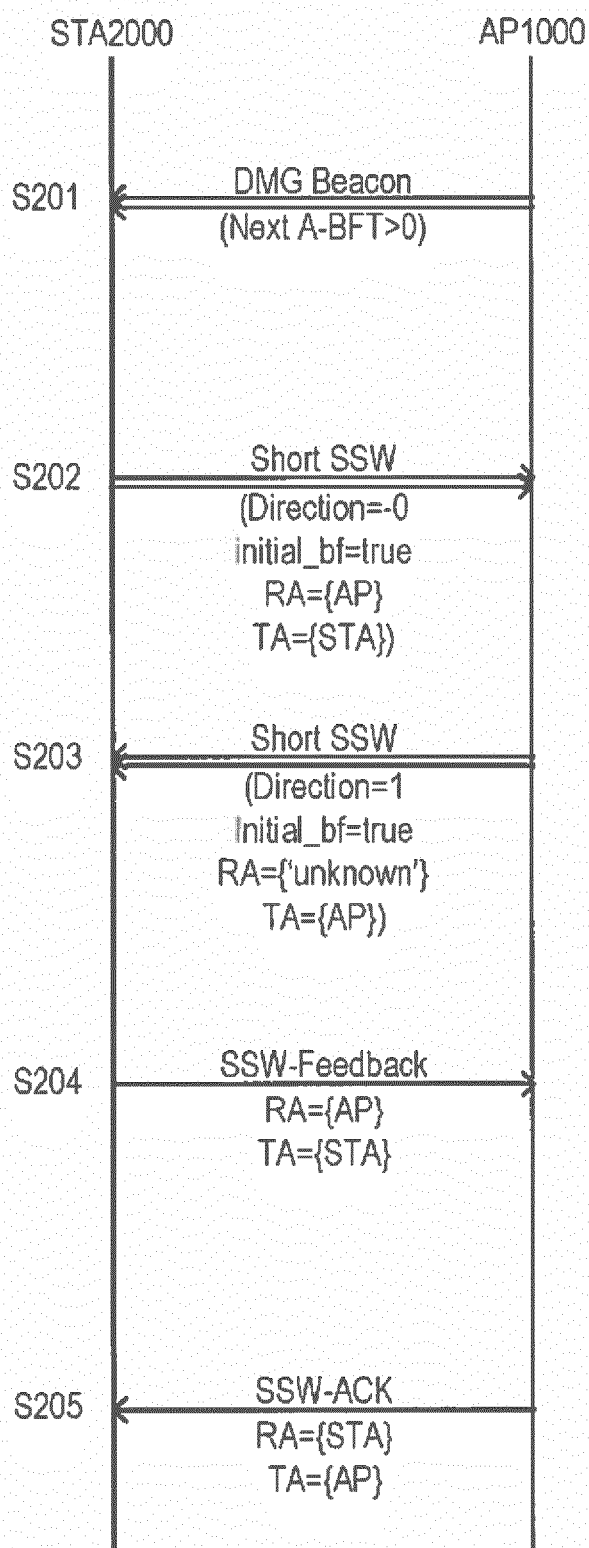 STA2000 AP1000
S201 DMG Beacon
(Next A-BFT>0)
S202 Short SSW
(Direction=-0
initial_bf=true
RA={AP}
TA={STA})
S203 Short SSW
(Direction=1
initial_bf=true
RA={'unknown'}
TA={AP})
S204 SSW-Feedback
RA={AP}
TA={STA}
S205 SSW-ACK
RA={STA}
TA={AP}